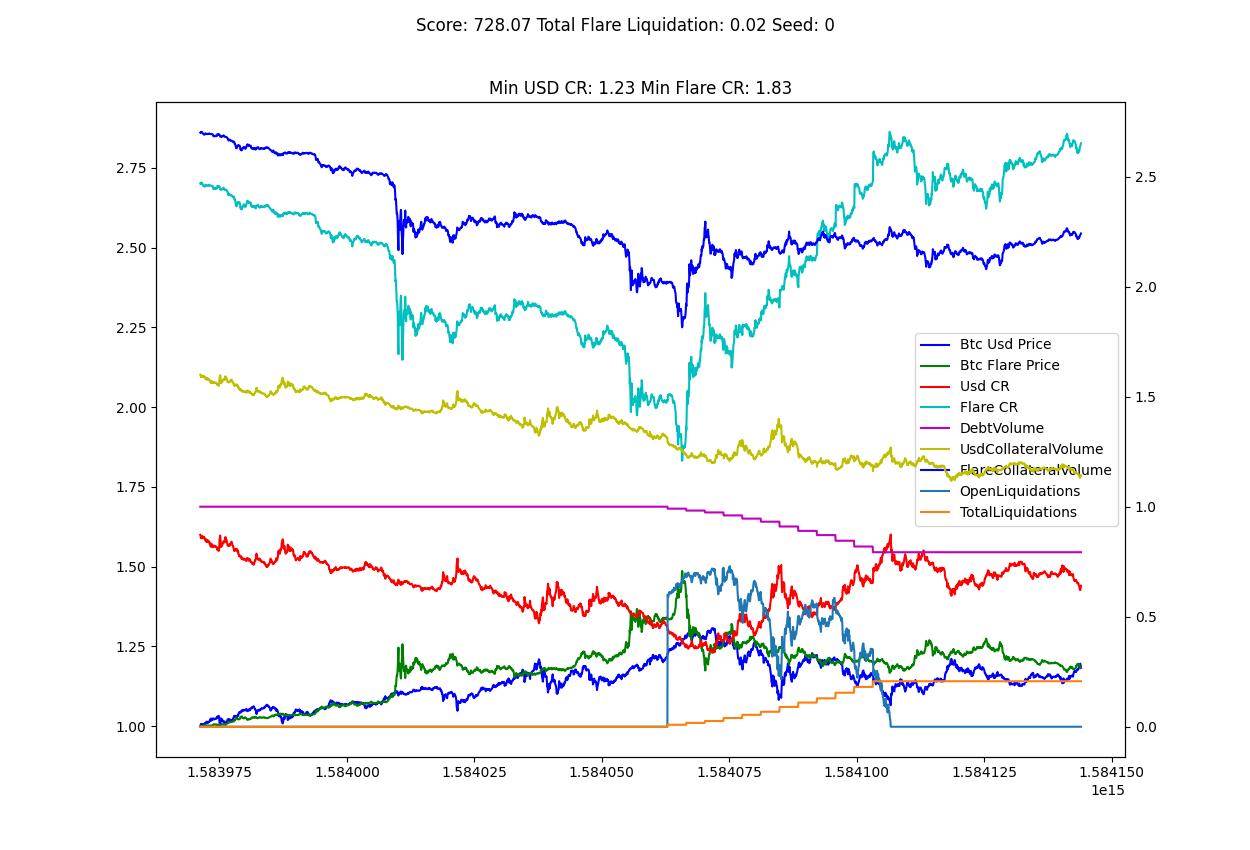 Score: 728.07 Total Flare Liquidation: 0.02 Seed: 0
Min USD CR: 1.23 Min Flare CR: 1.83
2.75
2.50
2.25
2.00
1.75
1.50
1.25
1.00
2.5
2.0
1.5
1.0
0.5
0.0
Btc Usd Price
Btc Flare Price
Usd CR
Flare CR
DebtVolume
UsdCollateralVolume
FlareCollateralVolume
OpenLiquidations
TotalLiquidations
1.583975 1.584000 1.584025 1.584050 1.584075 1.584100 1.584125 1.584150
1e15